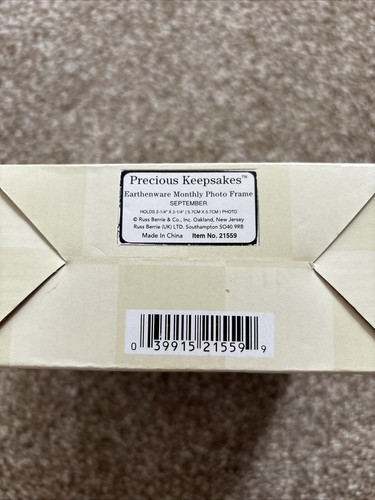 Precious Keepsakes™
Earthenware Monthly Photo Frame
SEPTEMBER
HOLDS 2-1/4" X 2-1/4" ( 5.7CM X 5.7CM ) PHOTO
© Russ Berrie & Co., Inc. Oakland, New Jersey
Russ Berrie (UK) LTD. Southampton SO40 9RB
Made In China Item No. 21559
0 39915 21559 9